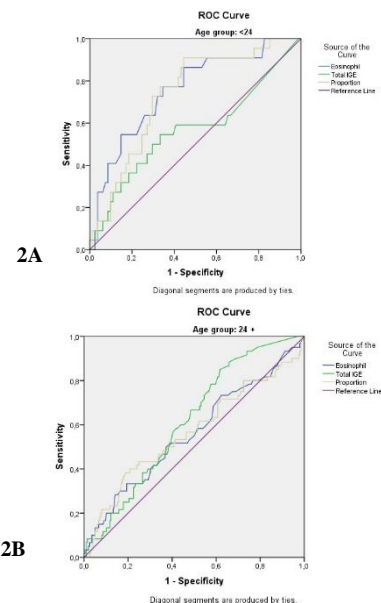 ROC Curve
Age group: <24
Source of the
Curve
Eosinophil
Total IGE
Proportion
Reference Line
Sensitivity
1,0
0,8
0,6
0,4
0,2
0,0
0,0 0,2 0,4 0,6 0,8 1,0
1 - Specificity
Diagonal segments are produced by ties.
2A
ROC Curve
Age group: 24 +
Source of the
Curve
Eosinophil
Total IGE
Proportion
Reference Line
Sensitivity
1,0
0,8
0,6
0,4
0,2
0,0
0,0 0,2 0,4 0,6 0,8 1,0
1 - Specificity
Diagonal segments are produced by ties.
2B